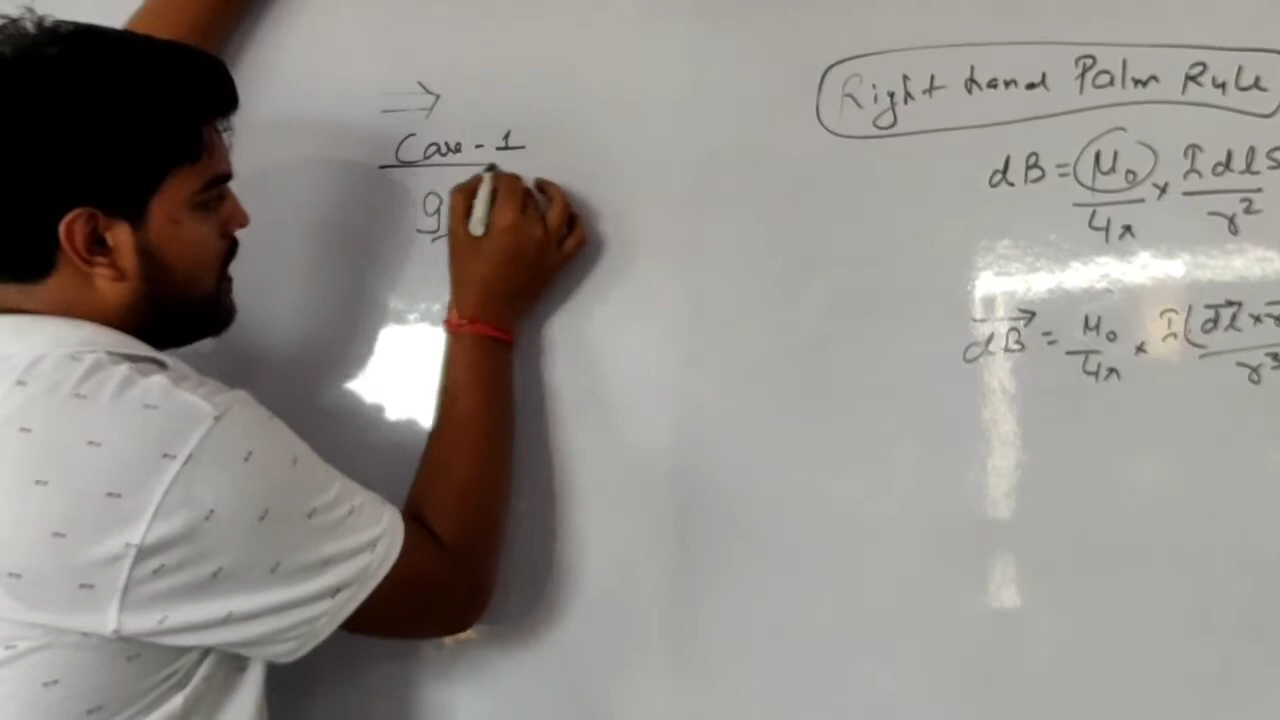 ⇒
Case - 1
Right hand Palm Rule
dB = μ₀/4π × I dl S
r²
→dB = μ₀/4π × I(→dl ×
r³